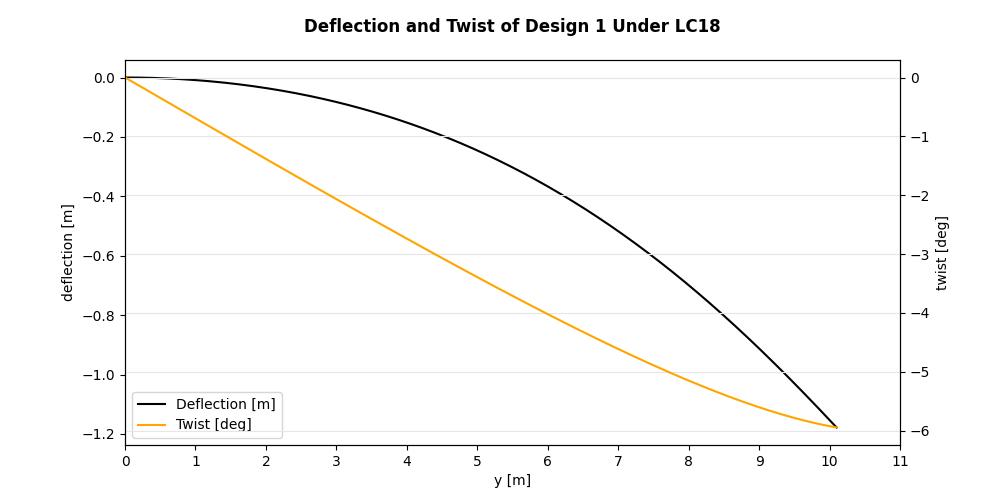 Deflection and Twist of Design 1 Under LC18
0.0
−0.2
−0.4
−0.6
−0.8
−1.0
−1.2
deflection [m]
0
−1
−2
−3
−4
−5
−6
twist [deg]
Deflection [m]
Twist [deg]
0 1 2 3 4 5 6 7 8 9 10 11
y [m]